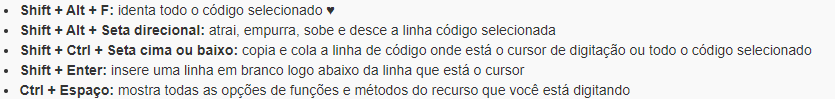 • Shift + Alt + F: identa todo o código selecionado ♥
• Shift + Alt + Seta direcional: atrai, empurra, sobe e desce a linha código selecionada
• Shift + Ctrl + Seta cima ou baixo: copia e cola a linha de código onde está o cursor de digitação ou todo o código selecionado
• Shift + Enter: insere uma linha em branco logo abaixo da linha que está o cursor
• Ctrl + Espaço: mostra todas as opções de funções e métodos do recurso que você está digitando